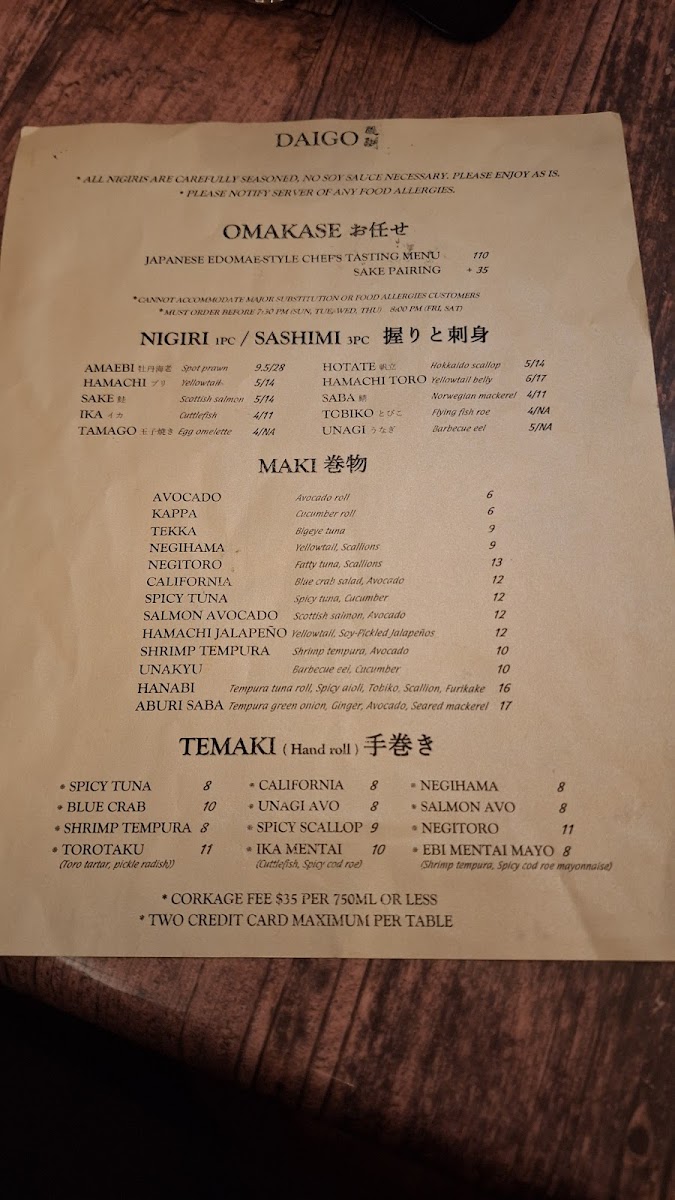 DAIGO
* ALL NIGIRIS ARE CAREFULLY SEASONED, NO SOY SAUCE NECESSARY. PLEASE ENJOY AS IS.
* PLEASE NOTIFY SERVER OF ANY FOOD ALLERGIES.
OMAKASE お任せ
JAPANESE EDOMAE-STYLE CHEF'S TASTING MENU 110
SAKE PAIRING + 35
*CANNOT ACCOMMODATE MAJOR SUBSTITUTION OR FOOD ALLERGIES CUSTOMERS
*MUST ORDER BEFORE 7:30 PM (SUN, TUE, WED, THU) 8:00 PM (FRI, SAT)
NIGIRI 1PC / SASHIMI 3PC 握りと刺身
AMAEBI 牡丹海老 Spot prawn 9.5/28 HOTATE 帆立 Hokkaido scallop 5/14
HAMACHI ブリ Yellowtail 5/14 HAMACHI TORO Yellowtail belly 6/17
SAKE 鮭 Scottish salmon 5/14 SABA 鯖 Norwegian mackerel 4/11
IKA イカ Cuttlefish 4/11 TOBIKO とびこ Flying fish roe 4/NA
TAMAGO 玉子焼き Egg omelette 4/NA UNAGI うなぎ Barbecue eel 5/NA
MAKI 巻物
AVOCADO Avocado roll 6
KAPPA Cucumber roll 6
TEKKA Bigeye tuna 9
NEGIHAMA Yellowtail, Scallions 9
NEGITORO Fatty tuna, Scallions 13
CALIFORNIA Blue crab salad, Avocado 12
SPICY TUNA Spicy tuna, Cucumber 12
SALMON AVOCADO Scottish salmon, Avocado 12
HAMACHI JALAPEÑO Yellowtail, Soy-Pickled Jalapeños 12
SHRIMP TEMPURA Shrimp tempura, Avocado 10
UNAKYU Barbecue eel, Cucumber 10
HANABI Tempura tuna roll, Spicy aioli, Tobiko, Scallion, Furikake 16
ABURI SABA Tempura green onion, Ginger, Avocado, Seared mackerel 17
TEMAKI ( Hand roll ) 手巻き
• SPICY TUNA 8 • CALIFORNIA 8 • NEGIHAMA 8
• BLUE CRAB 10 • UNAGI AVO 8 • SALMON AVO 8
• SHRIMP TEMPURA 8 • SPICY SCALLOP 9 • NEGITORO 11
• TOROTAKU 11 • IKA MENTAI 10 • EBI MENTAI MAYO 8
(Toro tartar, pickle radish)) (Cuttlefish, Spicy cod roe) (Shrimp tempura, Spicy cod roe mayonnaise)
* CORKAGE FEE $35 PER 750ML OR LESS
* TWO CREDIT CARD MAXIMUM PER TABLE